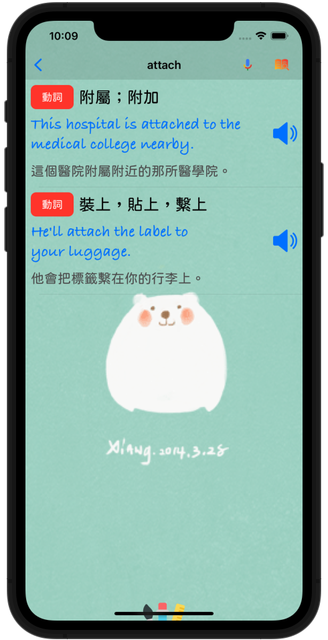 10:09
attach
動詞 附屬；附加
This hospital is attached to the
medical college nearby.
這個醫院附屬附近的那所醫學院。
動詞 裝上，貼上，繫上
He'll attach the label to
your luggage.
他會把標籤繫在你的行李上。
Xiang.2014.3.28